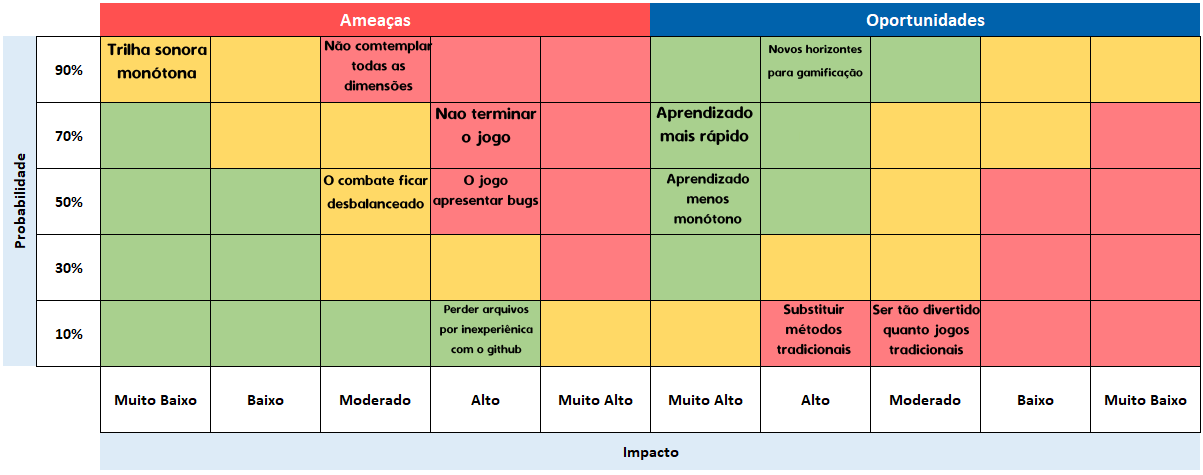 Ameaças Oportunidades
Probabilidade
90%
Trilha sonora
monótona
Não comtemplar
todas as
dimensões
Novos horizontes
para gamificação
70%
Nao terminar
o jogo
Aprendizado
mais rápido
50%
O combate ficar
desbalanceado
O jogo
apresentar bugs
Aprendizado
menos
monótono
30%
10%
Perder arquivos
por inexperiênica
com o github
Substituir
métodos
tradicionais
Ser tão divertido
quanto jogos
tradicionais
Muito Baixo Baixo Moderado Alto Muito Alto Muito Alto Alto Moderado Baixo Muito Baixo
Impacto